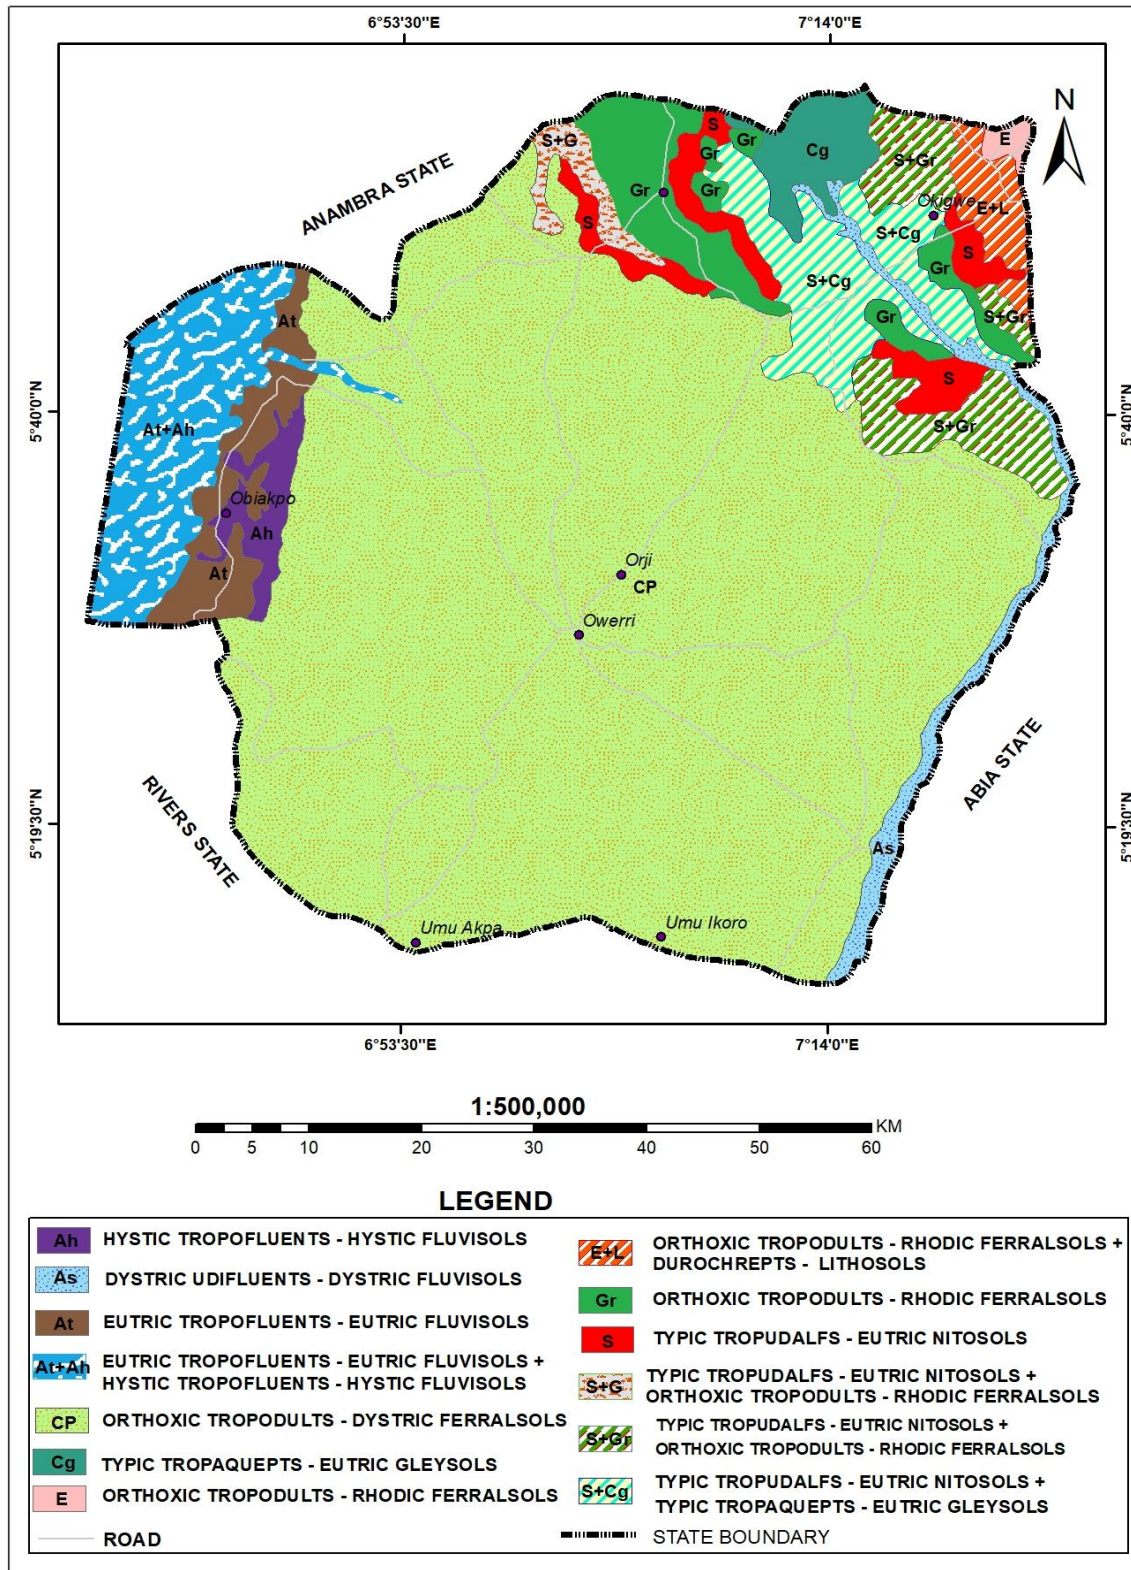 6°53'30"E 7°14'0"E
N
S+G
S
Gr
Gr
Cg
S+Gr
E
ANAMBRA STATE
Gr
Gr
Okigwe
E+L
S
S+Cg
S
Gr
S+Cg
At
Gr
S+Gr
S
5°40'0"N 5°40'0"N
At+Ah
S+Gr
Obiakpo
Ah
At
Orji
CP
Owerri
ABIA STATE
RIVERS STATE
5°19'30"N 5°19'30"N
As
Umu Akpa
Umu Ikoro
6°53'30"E 7°14'0"E
1:500,000
KM
0 5 10 20 30 40 50 60
LEGEND
Ah HYSTIC TROPOFLUENTS - HYSTIC FLUVISOLS
As DYSTRIC UDIFLUENTS - DYSTRIC FLUVISOLS
At EUTRIC TROPOFLUENTS - EUTRIC FLUVISOLS
At+Ah EUTRIC TROPOFLUENTS - EUTRIC FLUVISOLS +
HYSTIC TROPOFLUENTS - HYSTIC FLUVISOLS
CP ORTHOXIC TROPODULTS - DYSTRIC FERRALSOLS
Cg TYPIC TROPAQUEPTS - EUTRIC GLEYSOLS
E ORTHOXIC TROPODULTS - RHODIC FERRALSOLS
ROAD
E+L ORTHOXIC TROPODULTS - RHODIC FERRALSOLS +
DUROCHREPTS - LITHOSOLS
Gr ORTHOXIC TROPODULTS - RHODIC FERRALSOLS
S TYPIC TROPUDALFS - EUTRIC NITOSOLS
S+G TYPIC TROPUDALFS - EUTRIC NITOSOLS +
ORTHOXIC TROPODULTS - RHODIC FERRALSOLS
S+Gr TYPIC TROPUDALFS - EUTRIC NITOSOLS +
ORTHOXIC TROPODULTS - RHODIC FERRALSOLS
S+Cg TYPIC TROPUDALFS - EUTRIC NITOSOLS +
TYPIC TROPAQUEPTS - EUTRIC GLEYSOLS
STATE BOUNDARY